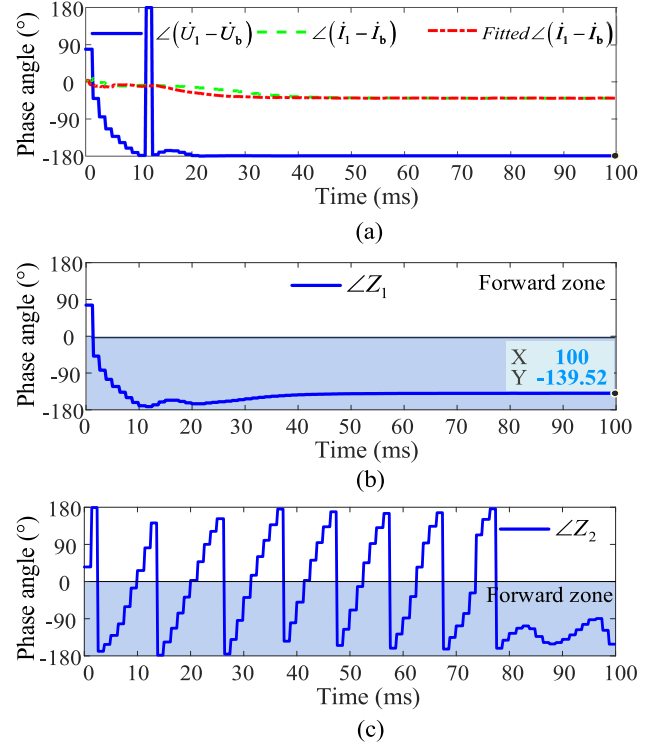 Phase angle (°)
180
90
0
-90
-180
∠(U̇₁ − U̇_b) ∠(İ₁ − İ_b) Fitted∠(İ₁ − İ_b)
0 10 20 30 40 50 60 70 80 90 100
Time (ms)
(a)
Phase angle (°)
180
90
0
-90
-180
∠Z₁ Forward zone
X 100
Y -139.52
0 10 20 30 40 50 60 70 80 90 100
Time (ms)
(b)
Phase angle (°)
180
90
0
-90
-180
∠Z₂
Forward zone
0 10 20 30 40 50 60 70 80 90 100
Time (ms)
(c)